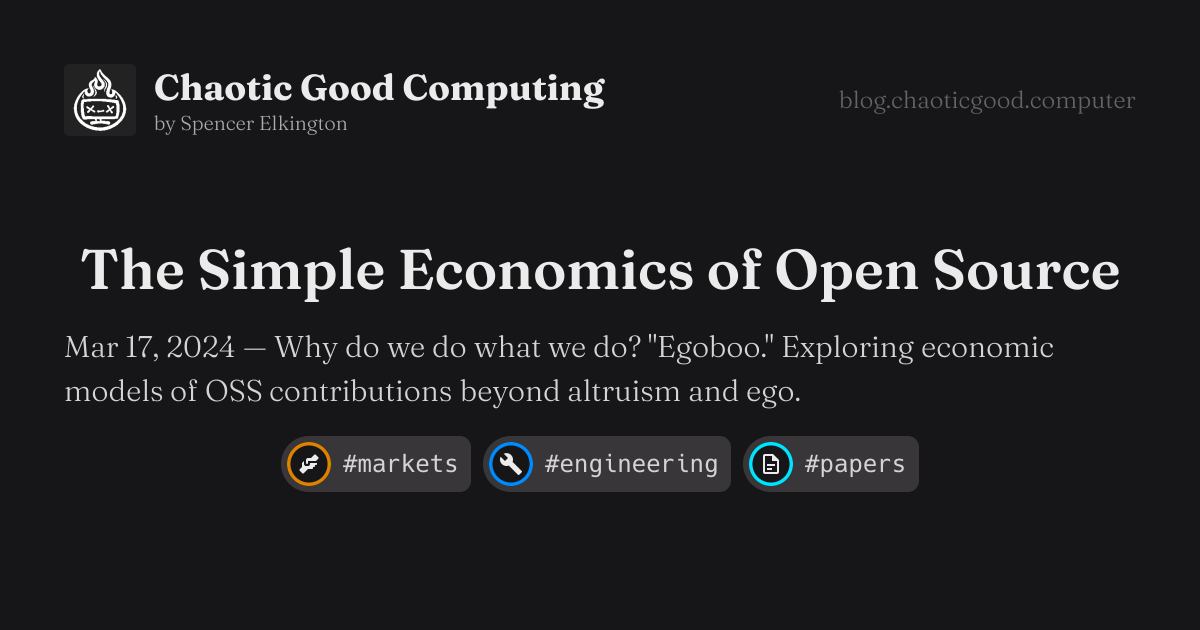 Chaotic Good Computing
by Spencer Elkington
blog.chaoticgood.computer
The Simple Economics of Open Source
Mar 17, 2024 — Why do we do what we do? "Egoboo." Exploring economic
models of OSS contributions beyond altruism and ego.
#markets #engineering #papers